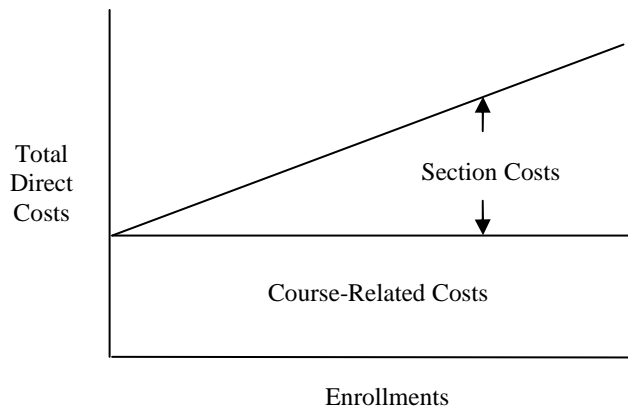 Total
Direct
Costs
Section Costs
Course-Related Costs
Enrollments